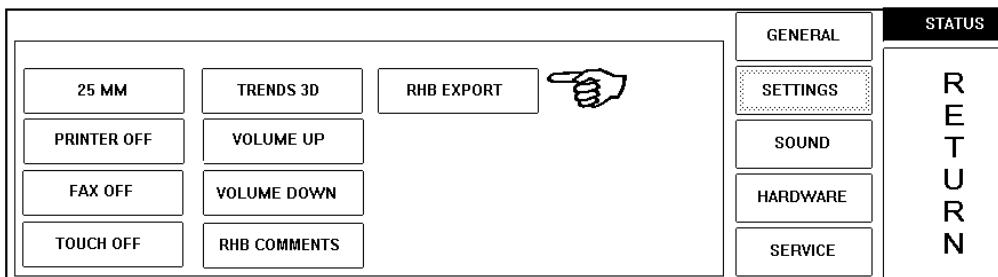 25 MM
TRENDS 3D
RHB EXPORT
PRINTER OFF
VOLUME UP
FAX OFF
VOLUME DOWN
TOUCH OFF
RHB COMMENTS
GENERAL
SETTINGS
SOUND
HARDWARE
SERVICE
STATUS
RETURN